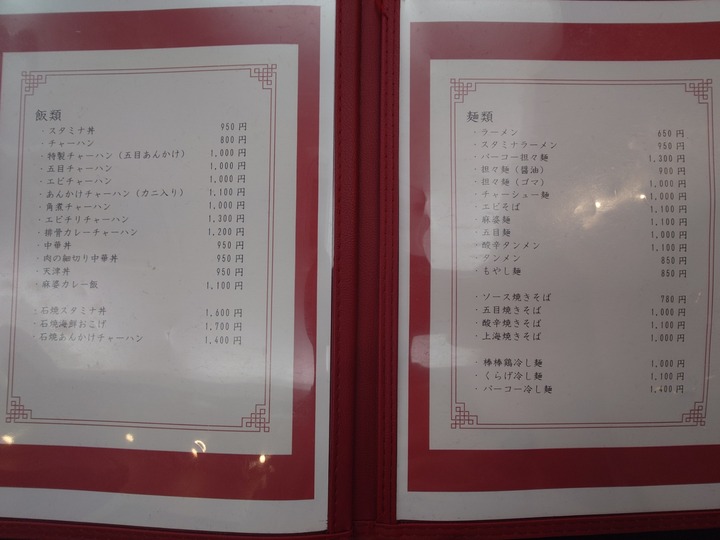 飯類
・スタミナ丼 950円
・チャーハン 800円
・特製チャーハン（五目あんかけ） 1,000円
・五目チャーハン 1,000円
・エビチャーハン 1,000円
・あんかけチャーハン（カニ入り） 1,100円
・角煮チャーハン 1,000円
・エビチリチャーハン 1,300円
・排骨カレーチャーハン 1,200円
・中華丼 950円
・肉の細切り中華丼 950円
・天津丼 950円
・麻婆カレー飯 1,100円
・石焼スタミナ丼 1,600円
・石焼海鮮おこげ 1,700円
・石焼あんかけチャーハン 1,400円
麺類
・ラーメン 650円
・スタミナラーメン 950円
・パーコー担々麺 1,300円
・担々麺（醤油） 900円
・担々麺（ゴマ） 1,000円
・チャーシュー麺 1,000円
・エビそば 1,100円
・麻婆麺 1,100円
・五目麺 1,000円
・酸辛タンメン 1,100円
・タンメン 850円
・もやし麺 850円
・ソース焼きそば 780円
・五目焼きそば 1,000円
・酸辛焼きそば 1,100円
・上海焼きそば 1,000円
・棒棒鶏冷し麺 1,000円
・くらげ冷し麺 1,100円
・パーコー冷し麺 1,400円